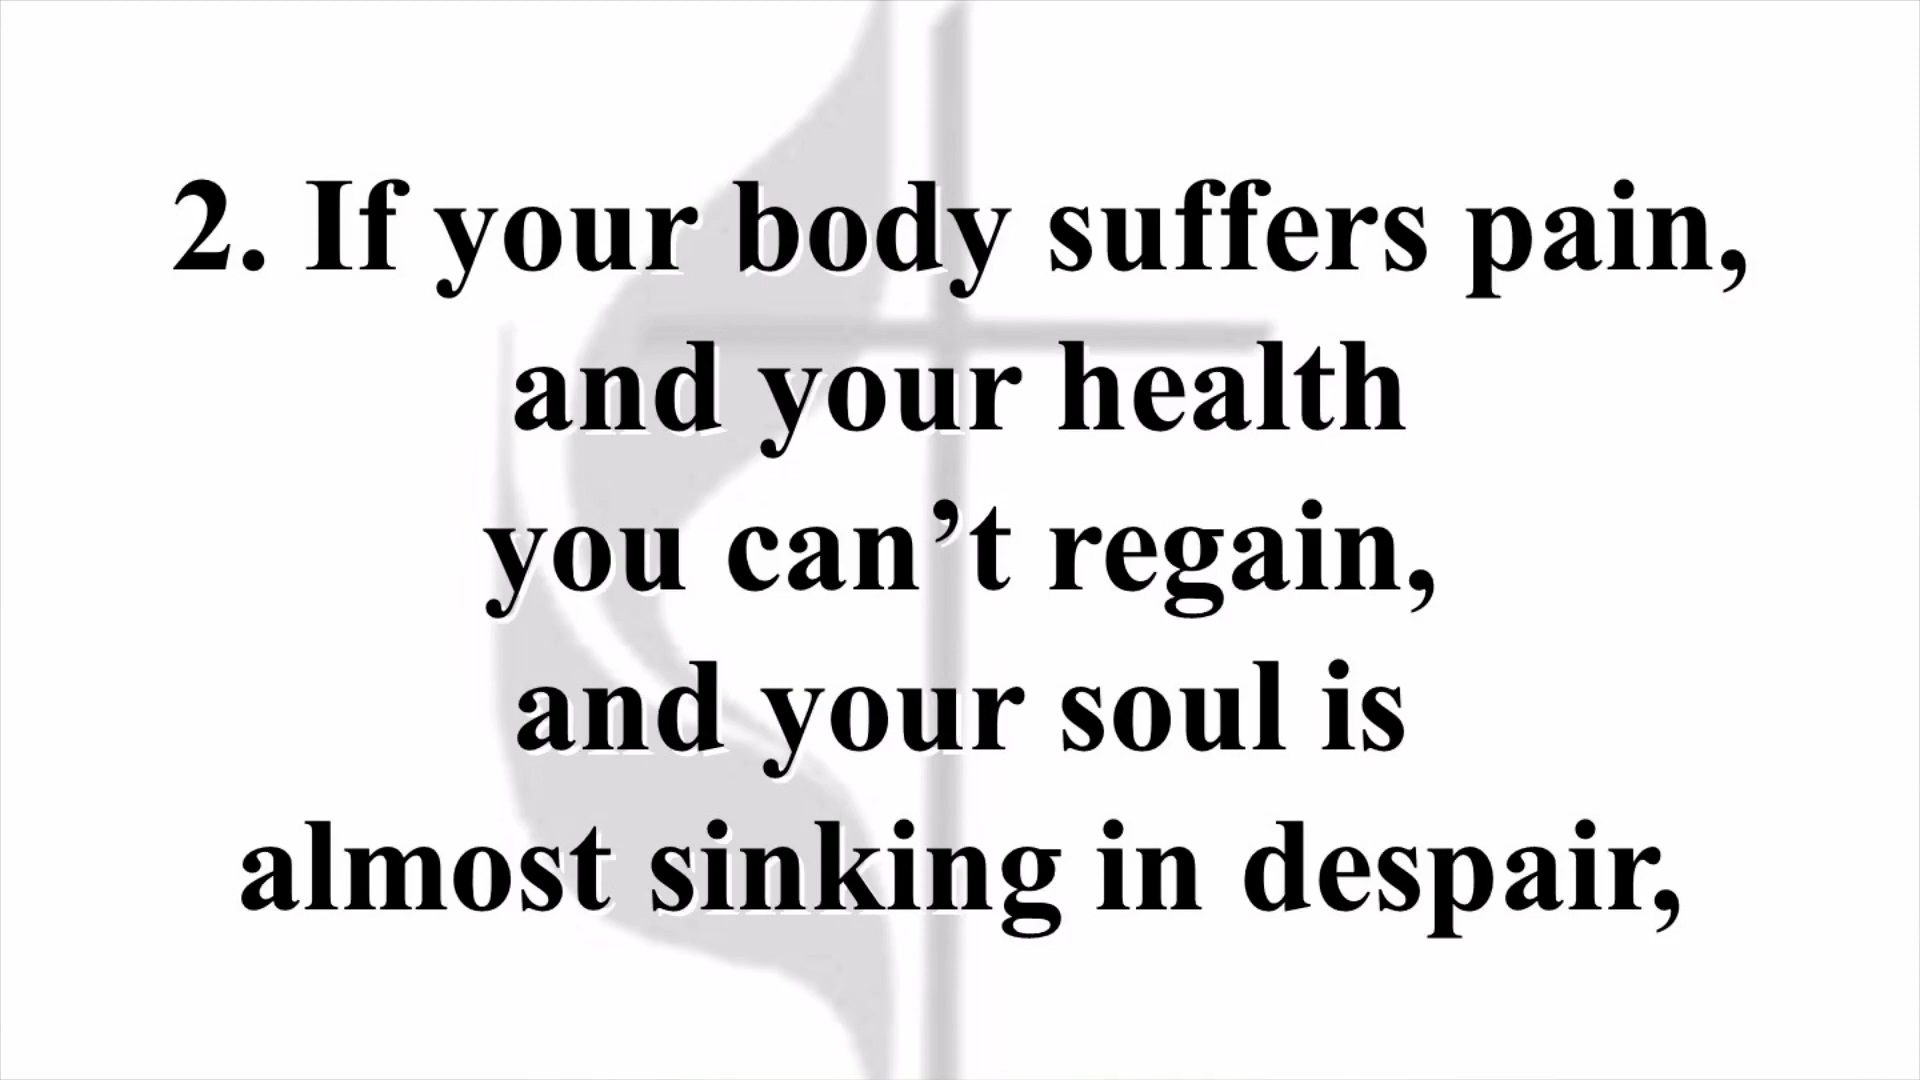 2. If your body suffers pain,
and your health
you can’t regain,
and your soul is
almost sinking in despair,